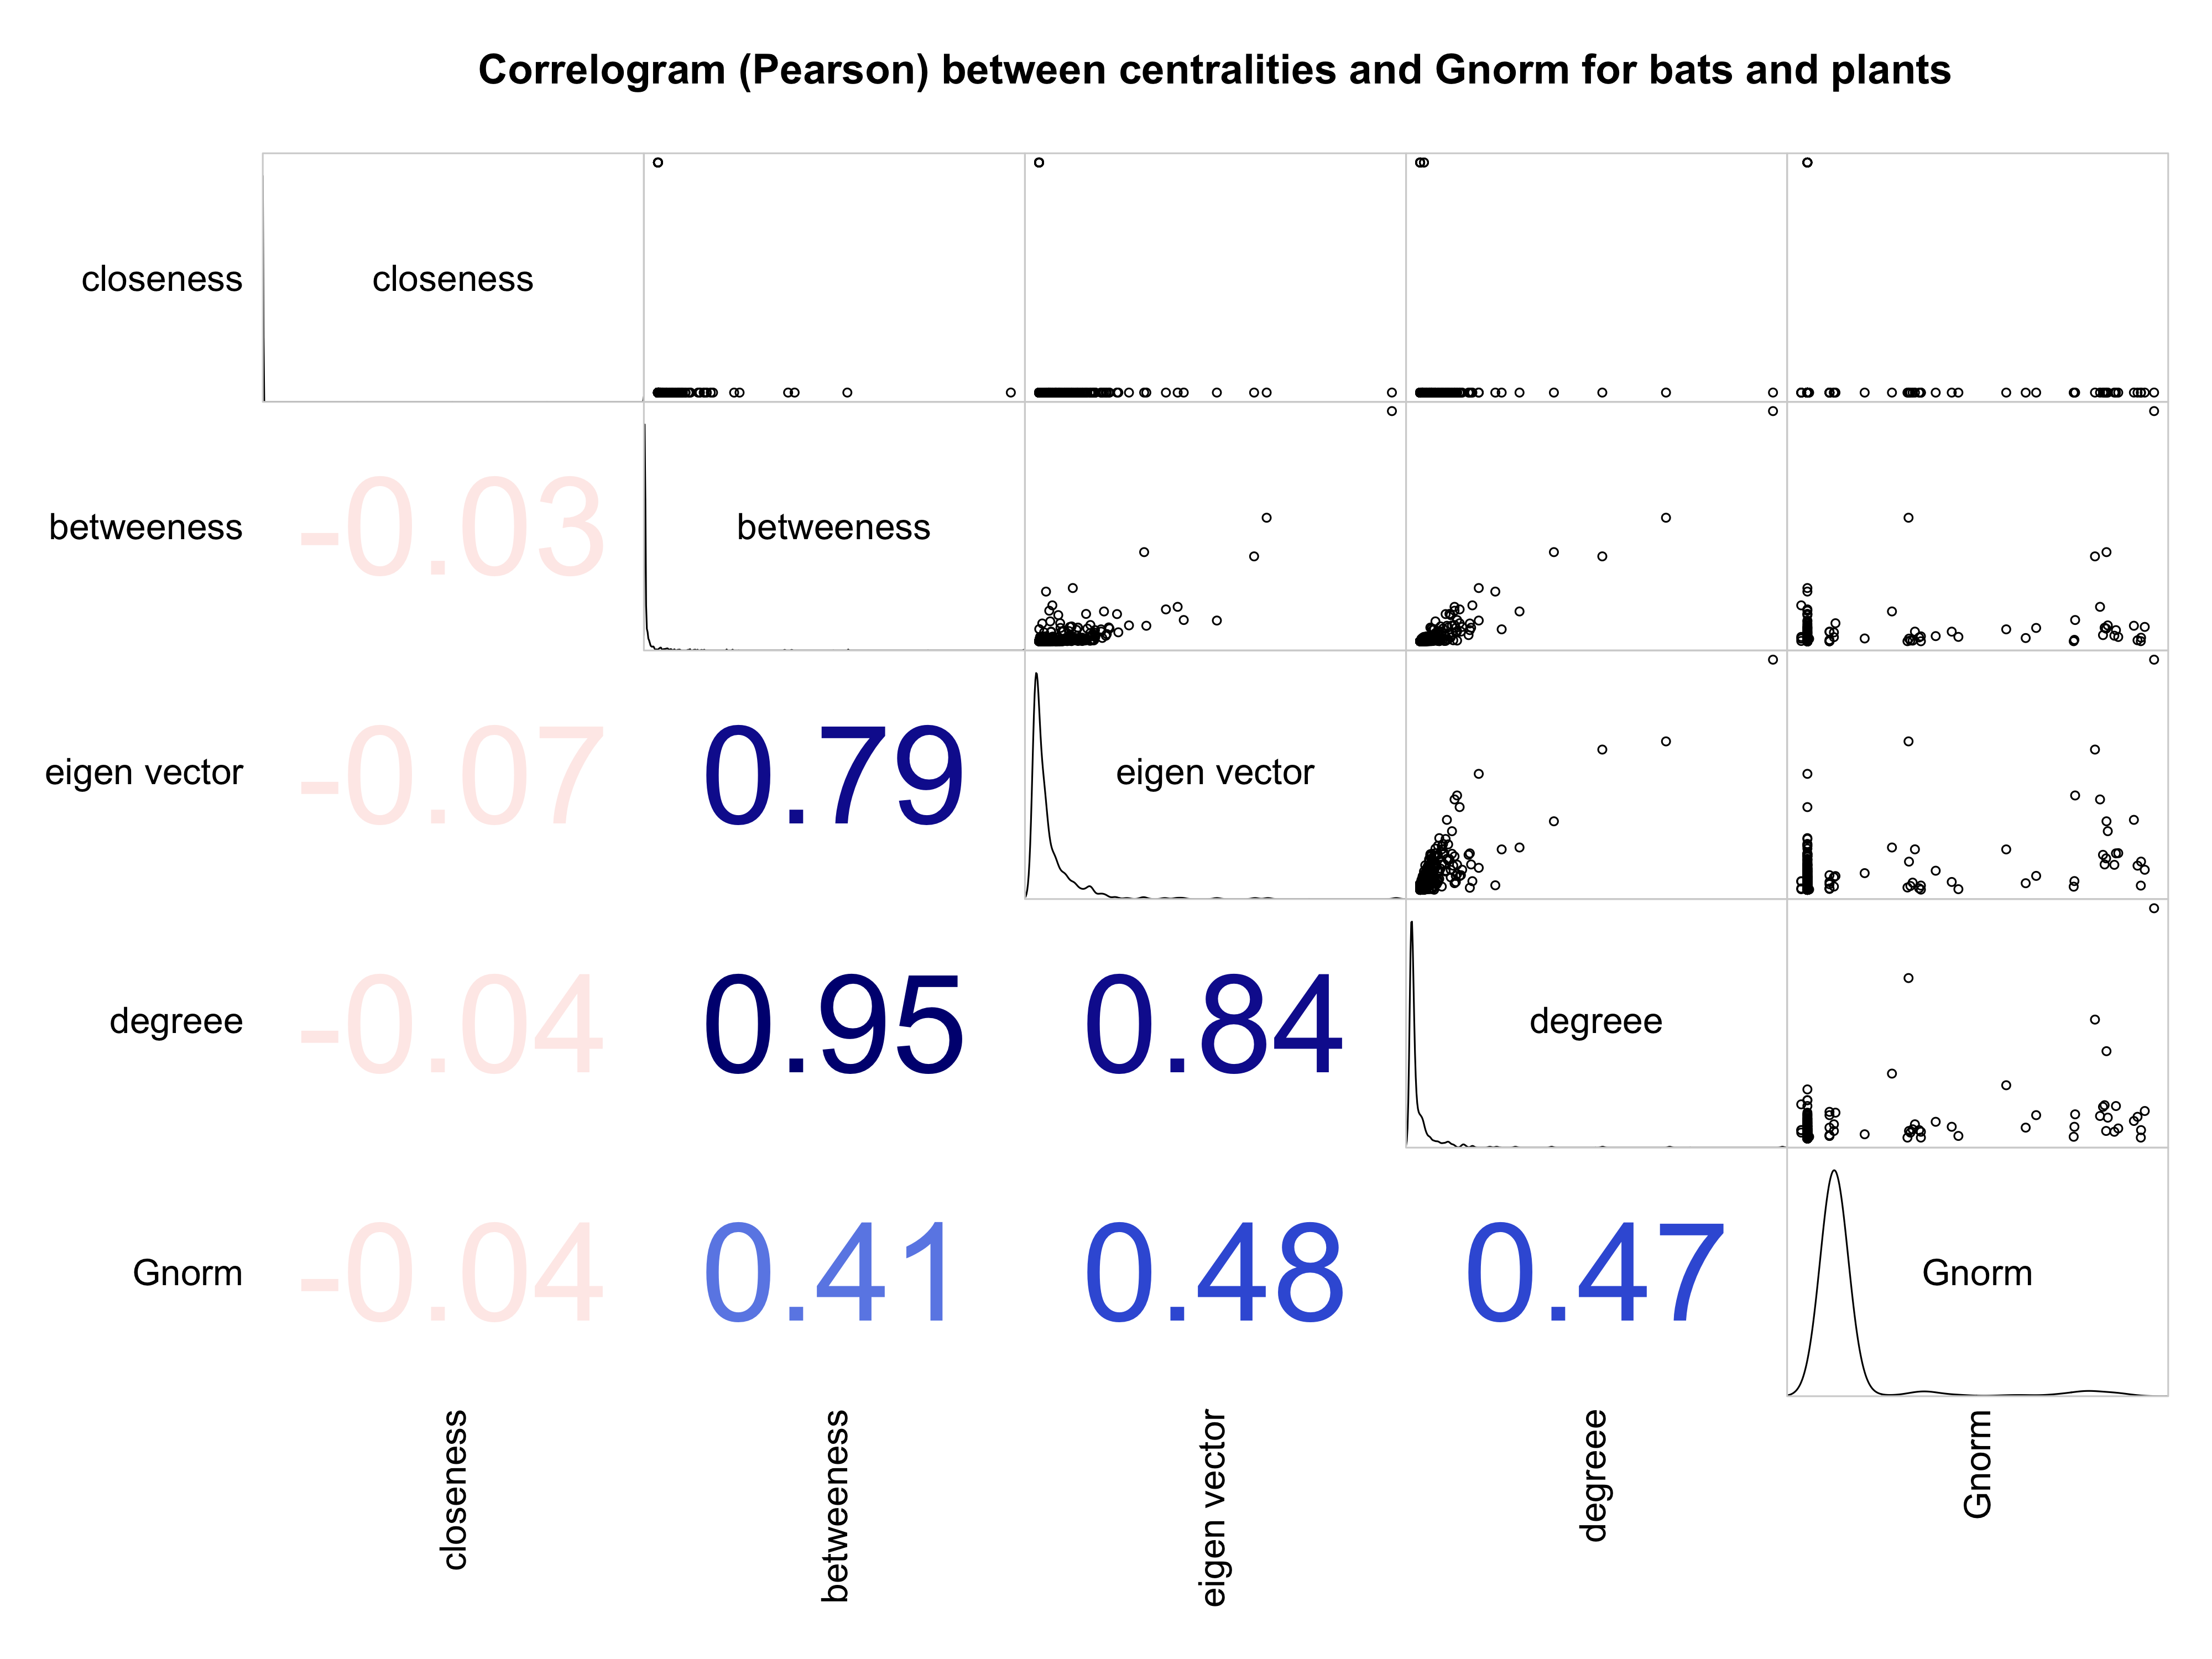 Correlogram (Pearson) between centralities and Gnorm for bats and plants
closeness closeness
betweeness -0.03 betweeness
eigen vector -0.07 0.79 eigen vector
degreee -0.04 0.95 0.84 degreee
Gnorm -0.04 0.41 0.48 0.47 Gnorm
closeness betweeness eigen vector degreee Gnorm